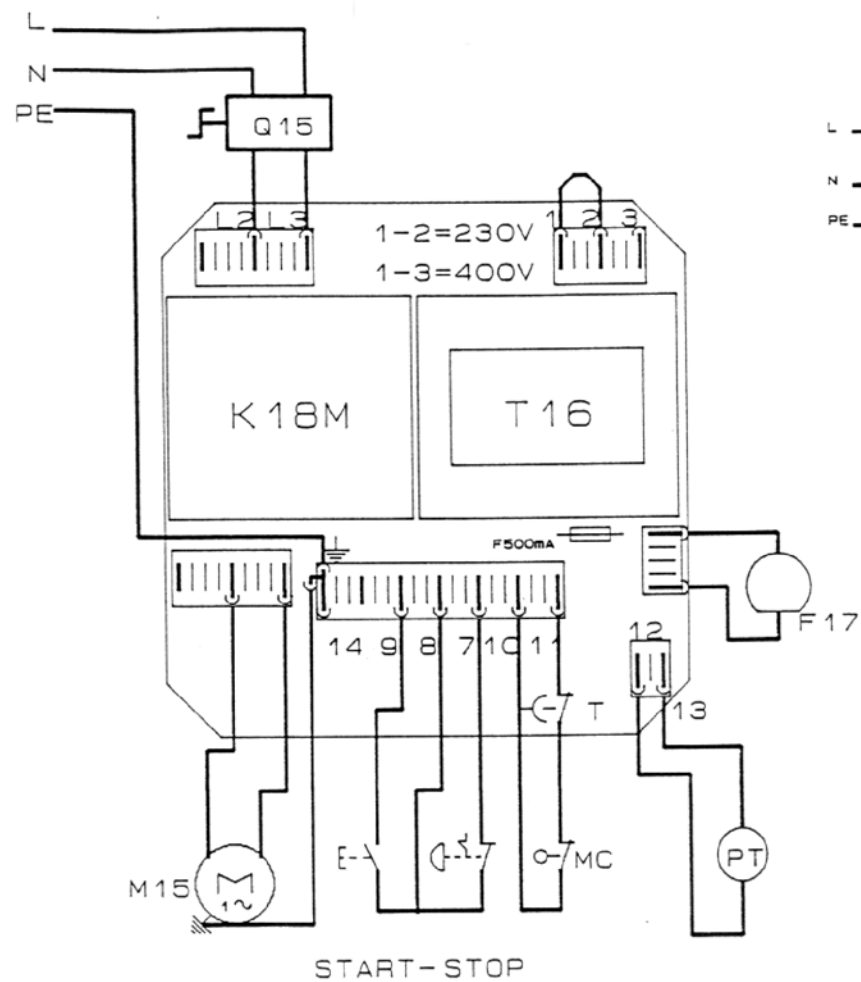 L
N
PE
Q15
L
N
PE
L2 L3
1-2=230V
1-3=400V
1 2 3
K18M
T16
F500mA
F17
14 9 8 7 10 11
12
13
T
MC
PT
M15
M
1~
START-STOP